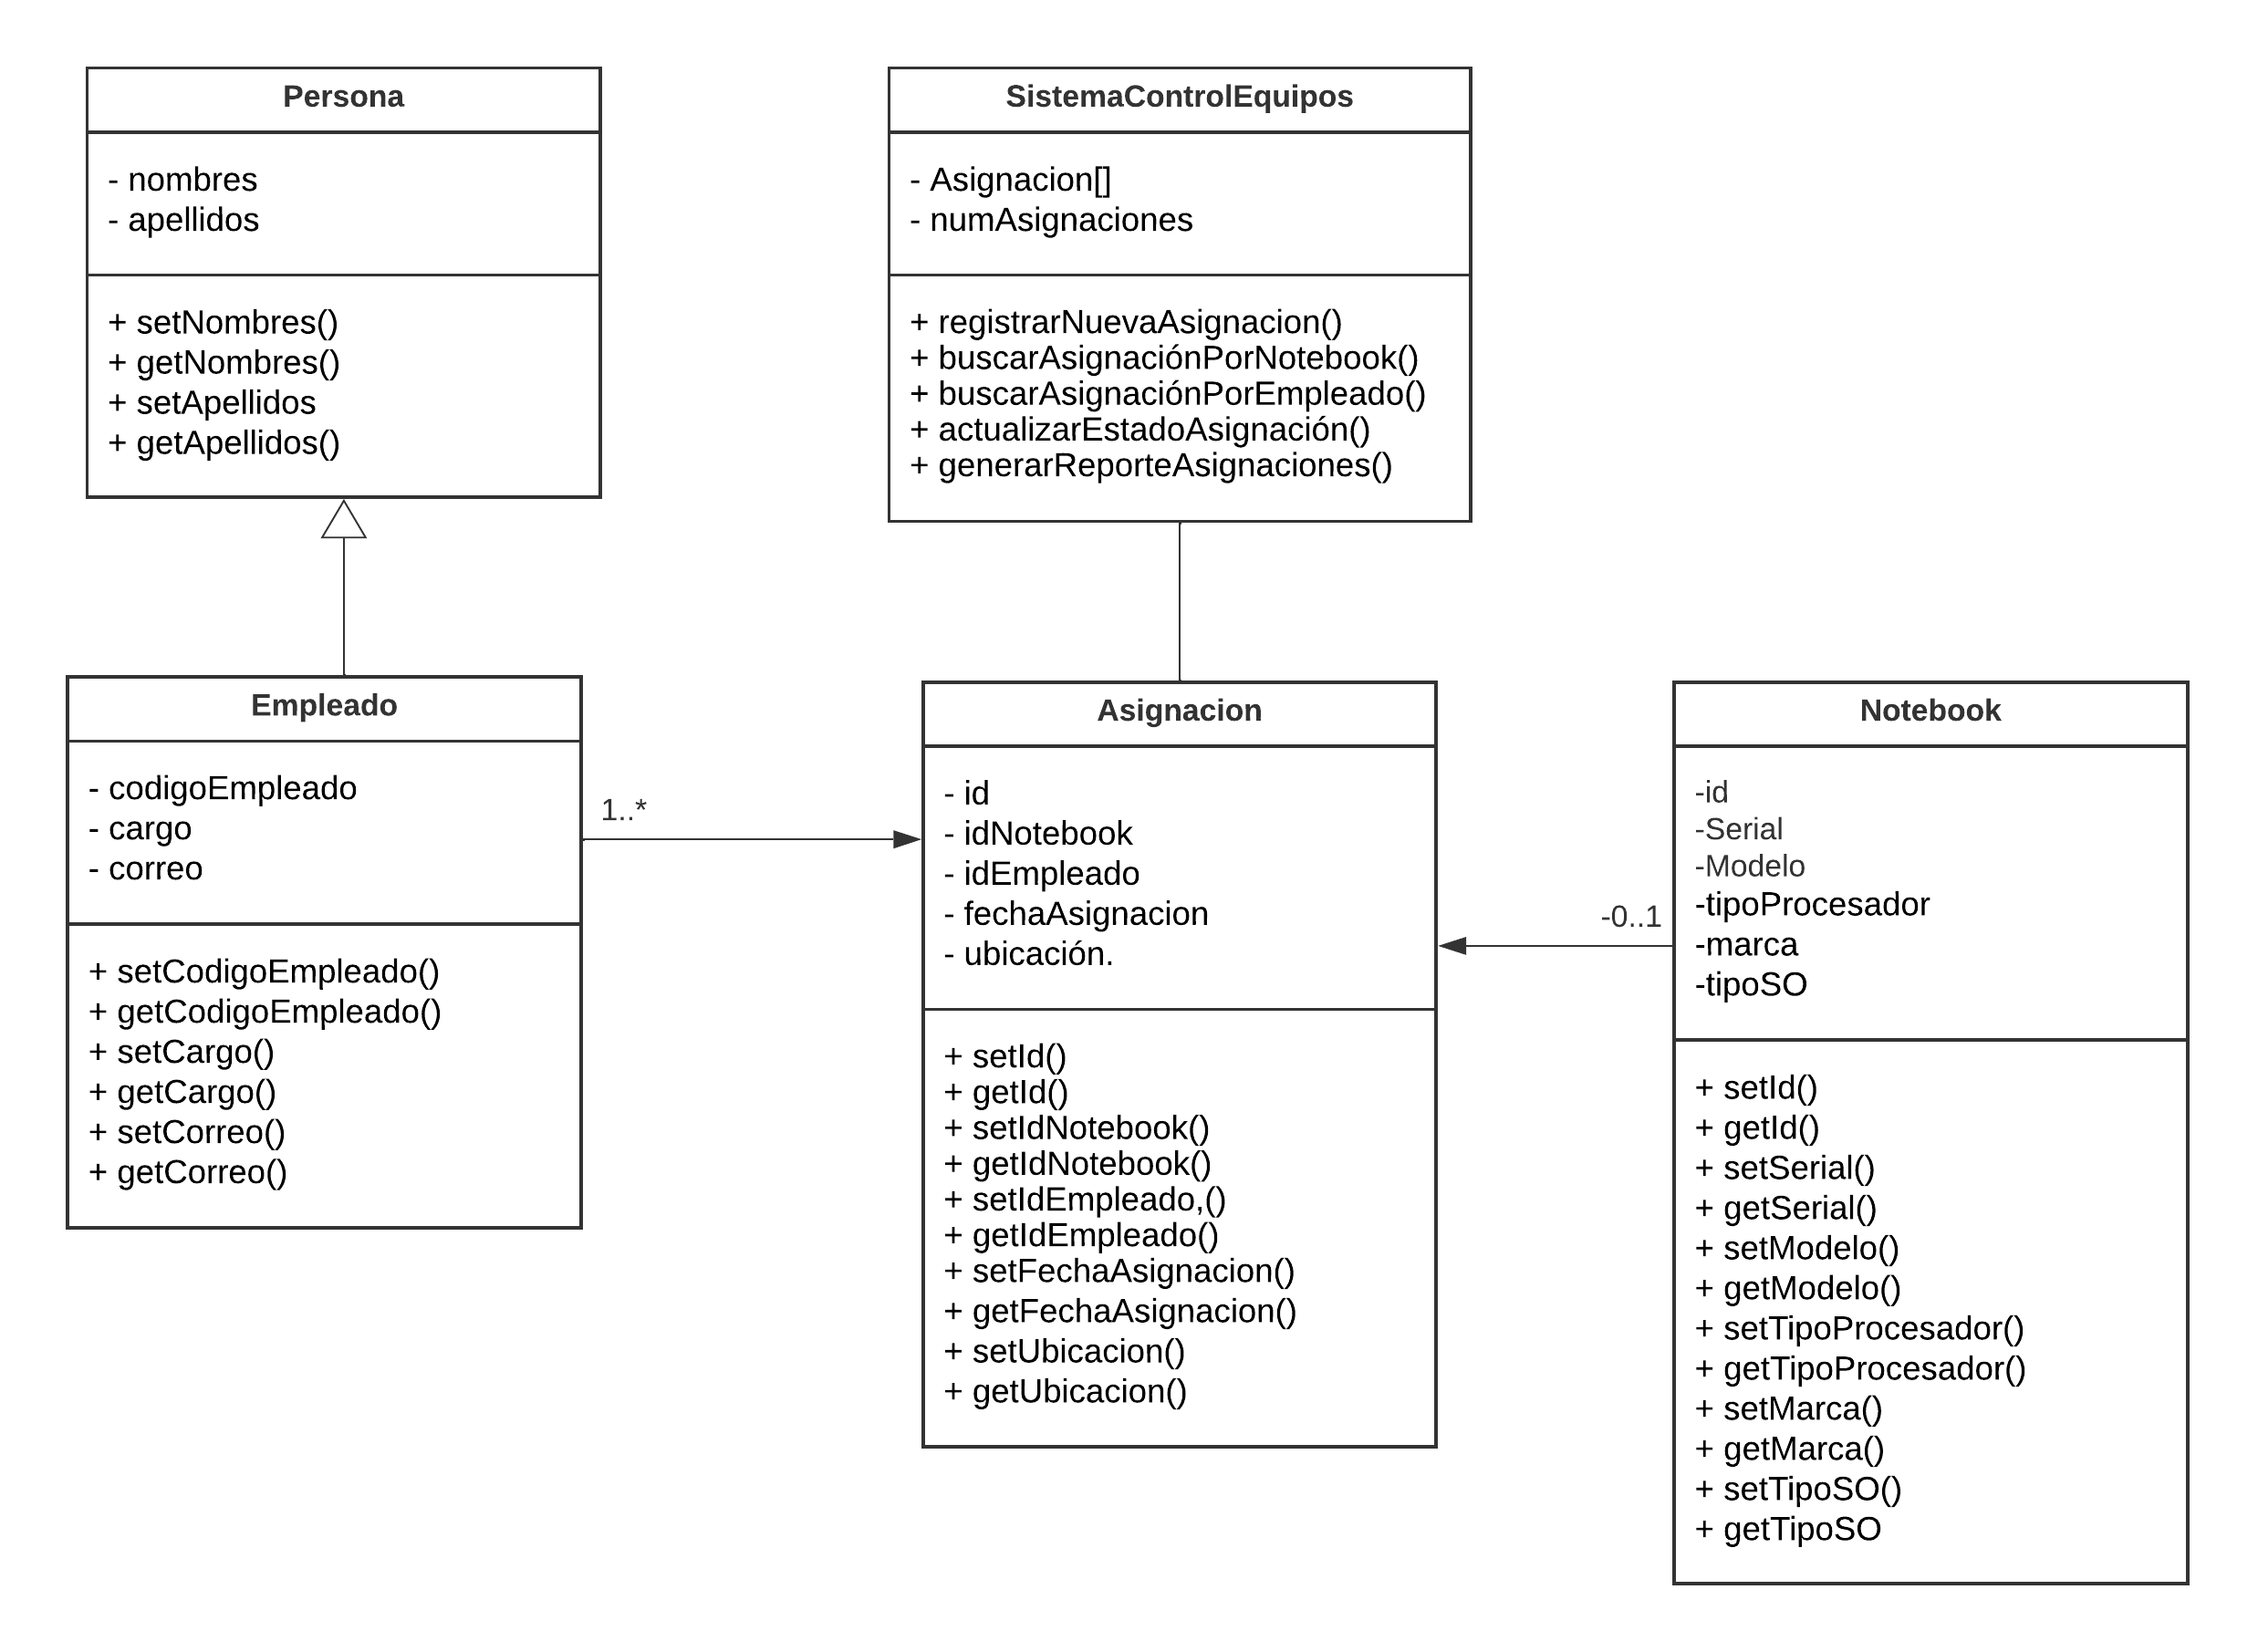 Persona
- nombres
- apellidos
+ setNombres()
+ getNombres()
+ setApellidos
+ getApellidos()
SistemaControlEquipos
- Asignacion[]
- numAsignaciones
+ registrarNuevaAsignacion()
+ buscarAsignaciónPorNotebook()
+ buscarAsignaciónPorEmpleado()
+ actualizarEstadoAsignación()
+ generarReporteAsignaciones()
Empleado
- codigoEmpleado
- cargo
- correo
+ setCodigoEmpleado()
+ getCodigoEmpleado()
+ setCargo()
+ getCargo()
+ setCorreo()
+ getCorreo()
1..*
Asignacion
- id
- idNotebook
- idEmpleado
- fechaAsignacion
- ubicación.
+ setId()
+ getId()
+ setIdNotebook()
+ getIdNotebook()
+ setIdEmpleado,()
+ getIdEmpleado()
+ setFechaAsignacion()
+ getFechaAsignacion()
+ setUbicacion()
+ getUbicacion()
-0..1
Notebook
-id
-Serial
-Modelo
-tipoProcesador
-marca
-tipoSO
+ setId()
+ getId()
+ setSerial()
+ getSerial()
+ setModelo()
+ getModelo()
+ setTipoProcesador()
+ getTipoProcesador()
+ setMarca()
+ getMarca()
+ setTipoSO()
+ getTipoSO